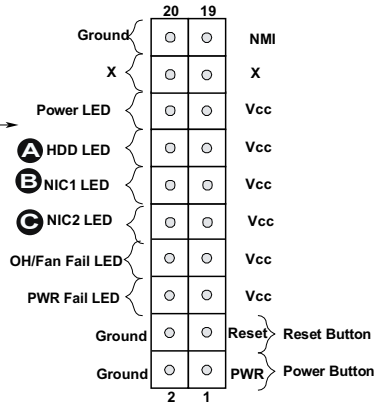 20 19
Ground NMI
X X
Power LED Vcc
A HDD LED Vcc
B NIC1 LED Vcc
C NIC2 LED Vcc
OH/Fan Fail LED Vcc
PWR Fail LED Vcc
Ground Reset Reset Button
Ground PWR Power Button
2 1